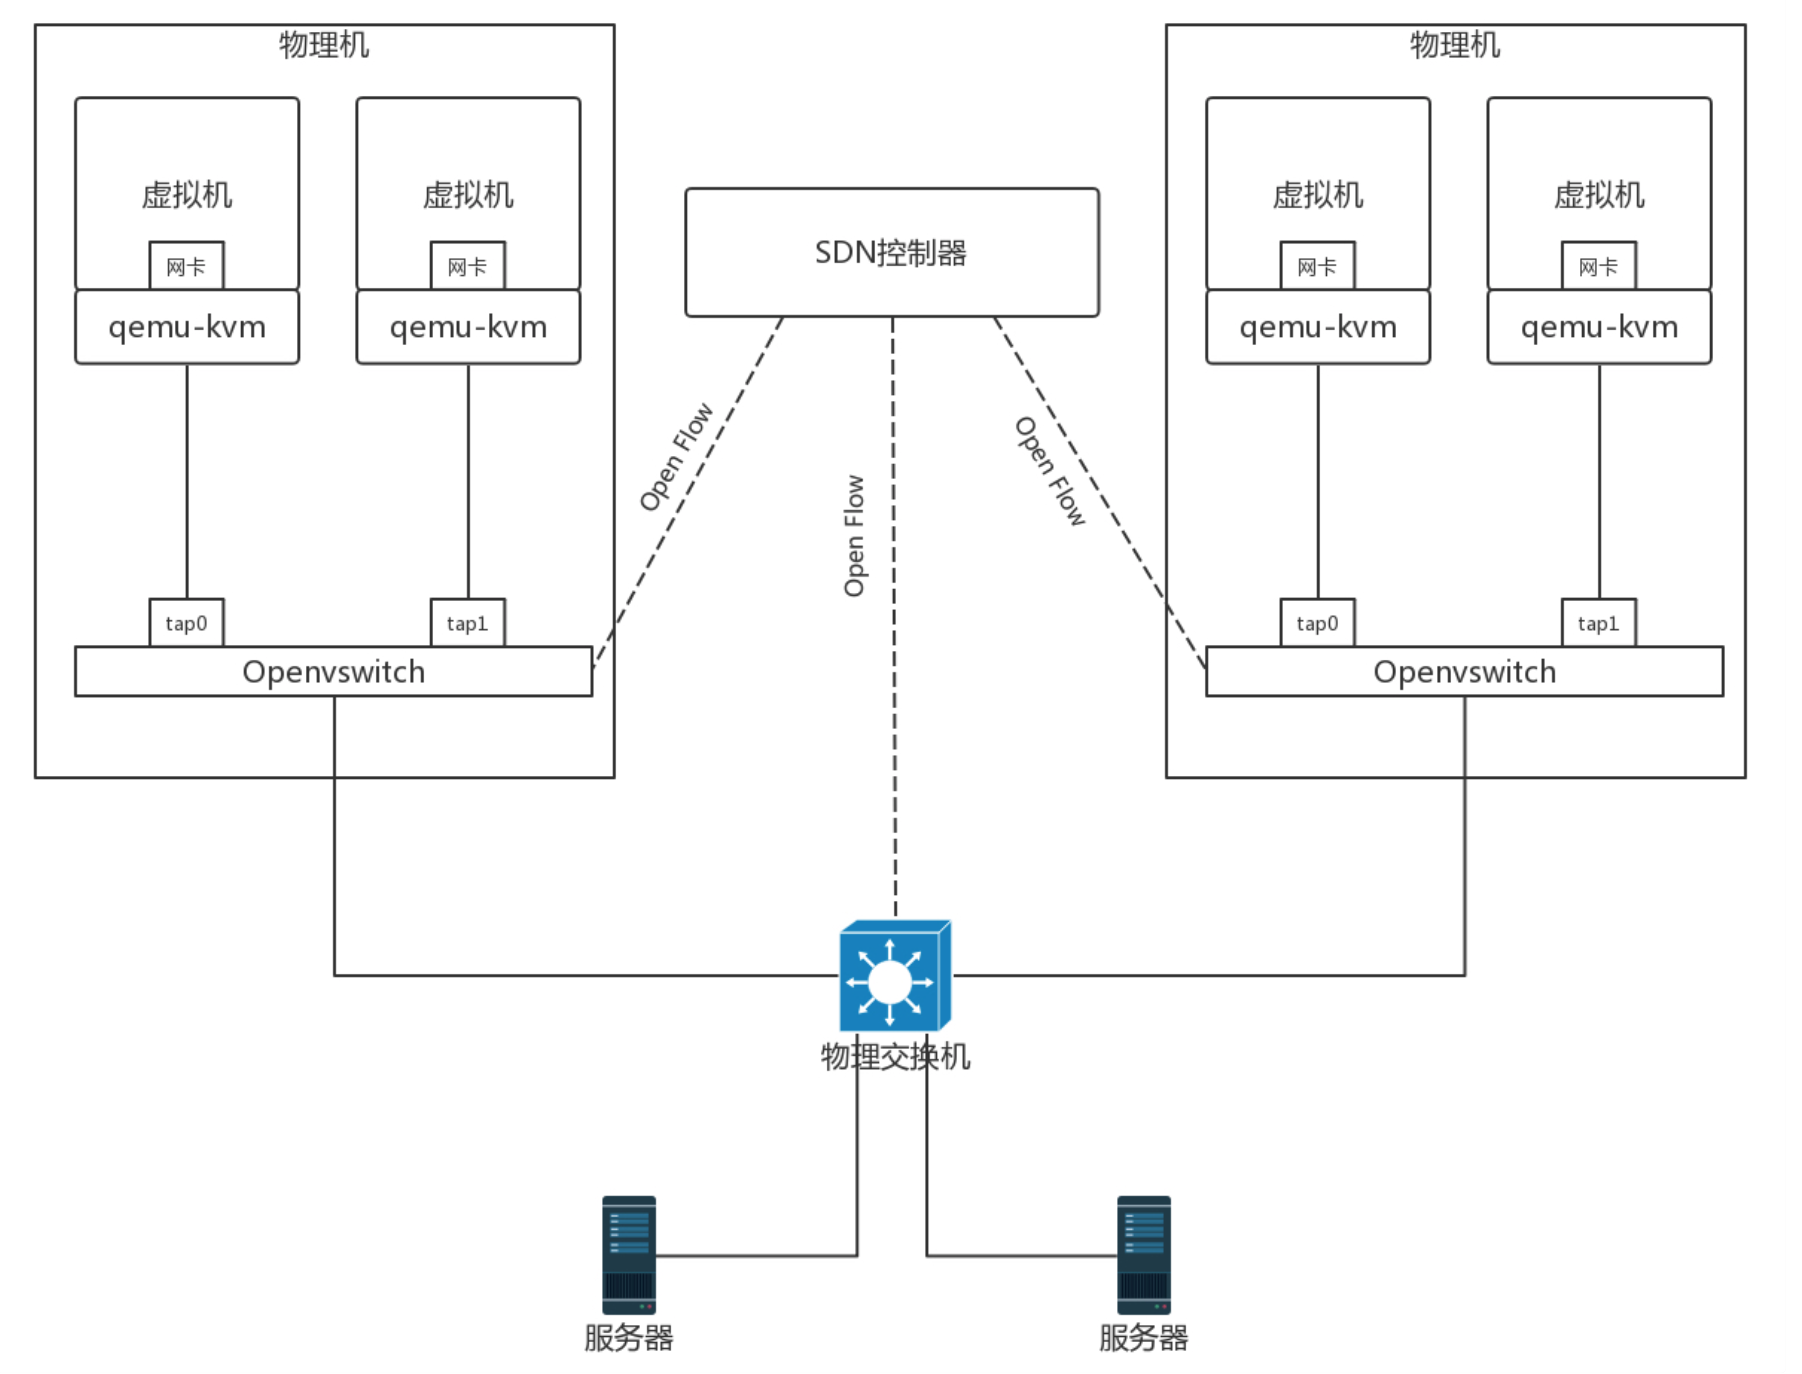 物理机
物理机
虚拟机
虚拟机
虚拟机
虚拟机
SDN控制器
网卡
网卡
网卡
网卡
qemu-kvm
qemu-kvm
qemu-kvm
qemu-kvm
Open Flow
Open Flow
Open Flow
tap0
tap1
tap0
tap1
Openvswitch
Openvswitch
物理交换机
服务器
服务器